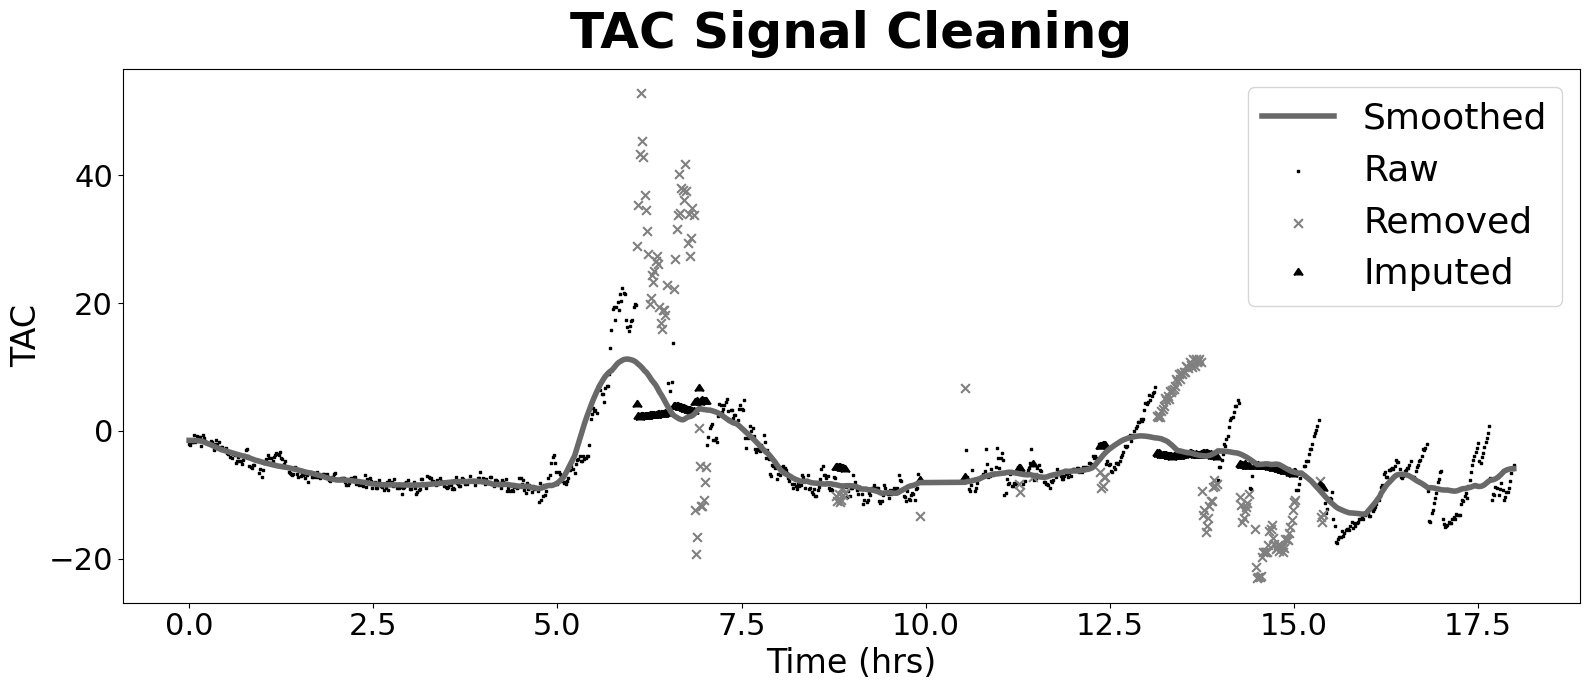 TAC Signal Cleaning
Smoothed
Raw
Removed
Imputed
TAC
40
20
0
−20
0.0 2.5 5.0 7.5 10.0 12.5 15.0 17.5
Time (hrs)